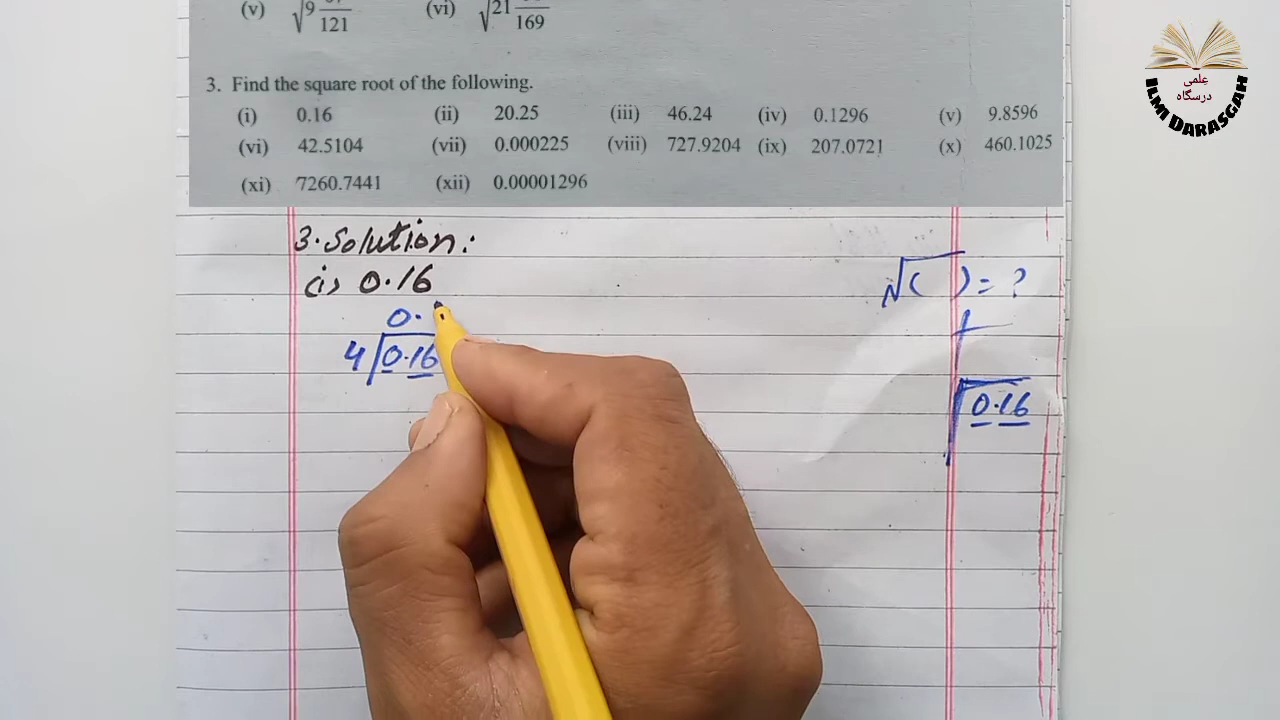 (v) √9 /121 (vi) √21 /169
3. Find the square root of the following.
(i) 0.16 (ii) 20.25 (iii) 46.24 (iv) 0.1296 (v) 9.8596
(vi) 42.5104 (vii) 0.000225 (viii) 727.9204 (ix) 207.0721 (x) 460.1025
(xi) 7260.7441 (xii) 0.00001296
علمی
درسگاه
ILM DARASGAH
3. Solution:
(i) 0.16
0.
4 0.16
√( ) = ?
0.16